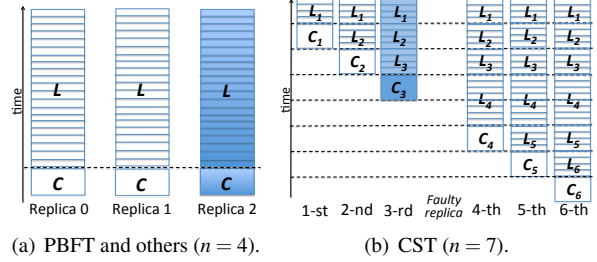 time
L
L
L
C
C
C
Replica 0
Replica 1
Replica 2
(a) PBFT and others (n = 4).
time
L1
L1
L1
L1
L1
L1
C1
L2
L2
L2
L2
L2
C2
L3
L3
L3
L3
C3
L4
L4
L4
C4
L5
L5
C5
L6
C6
1-st
2-nd
3-rd
Faulty
replica
4-th
5-th
6-th
(b) CST (n = 7).